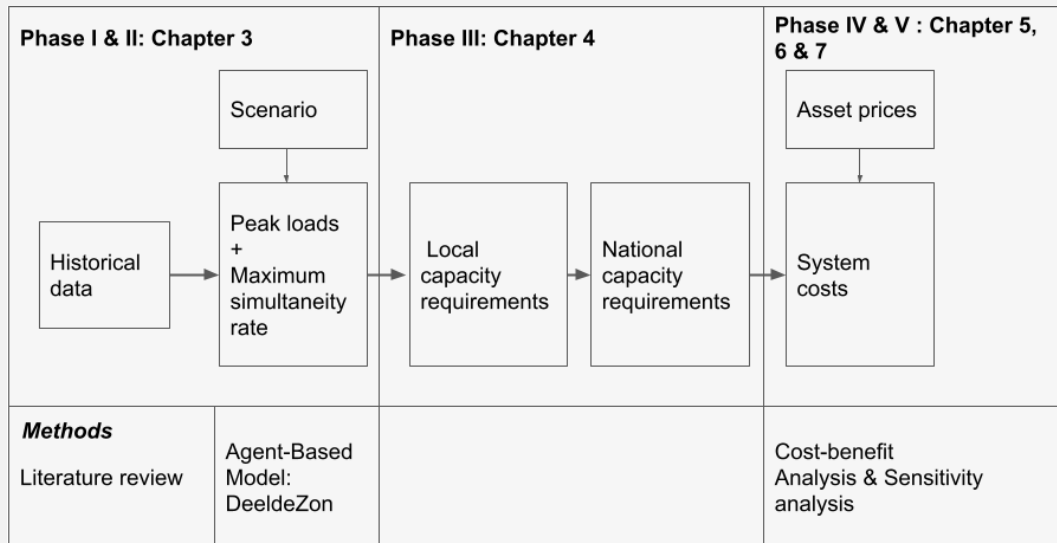 Phase I & II: Chapter 3
Scenario
Historical
data
Peak loads
+
Maximum
simultaneity
rate
Phase III: Chapter 4
Local
capacity
requirements
National
capacity
requirements
Phase IV & V : Chapter 5,
6 & 7
Asset prices
System
costs
Methods
Literature review
Agent-Based
Model:
DeeldeZon
Cost-benefit
Analysis & Sensitivity
analysis